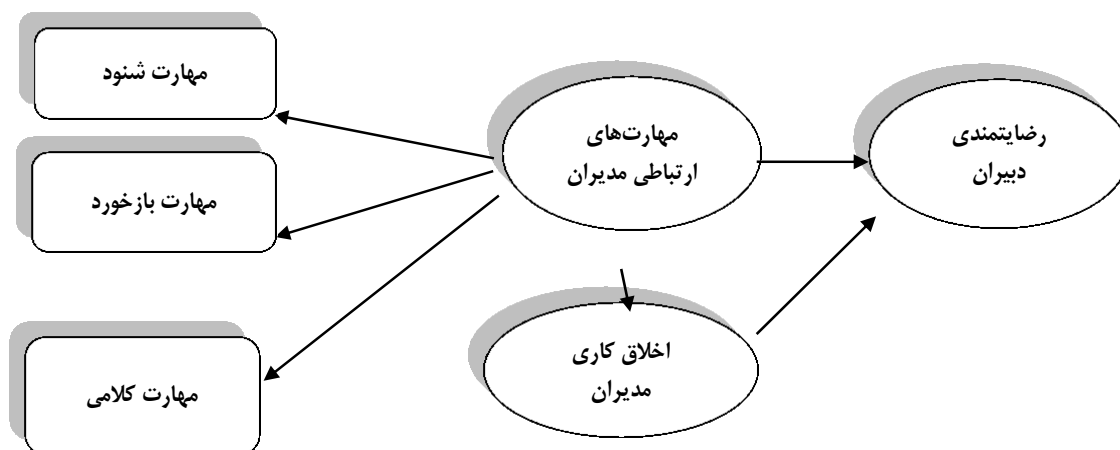 مهارت شنود
مهارت بازخورد
مهارت کلامی
مهارت‌های
ارتباطی مدیران
اخلاق کاری
مدیران
رضایتمندی
دبیران